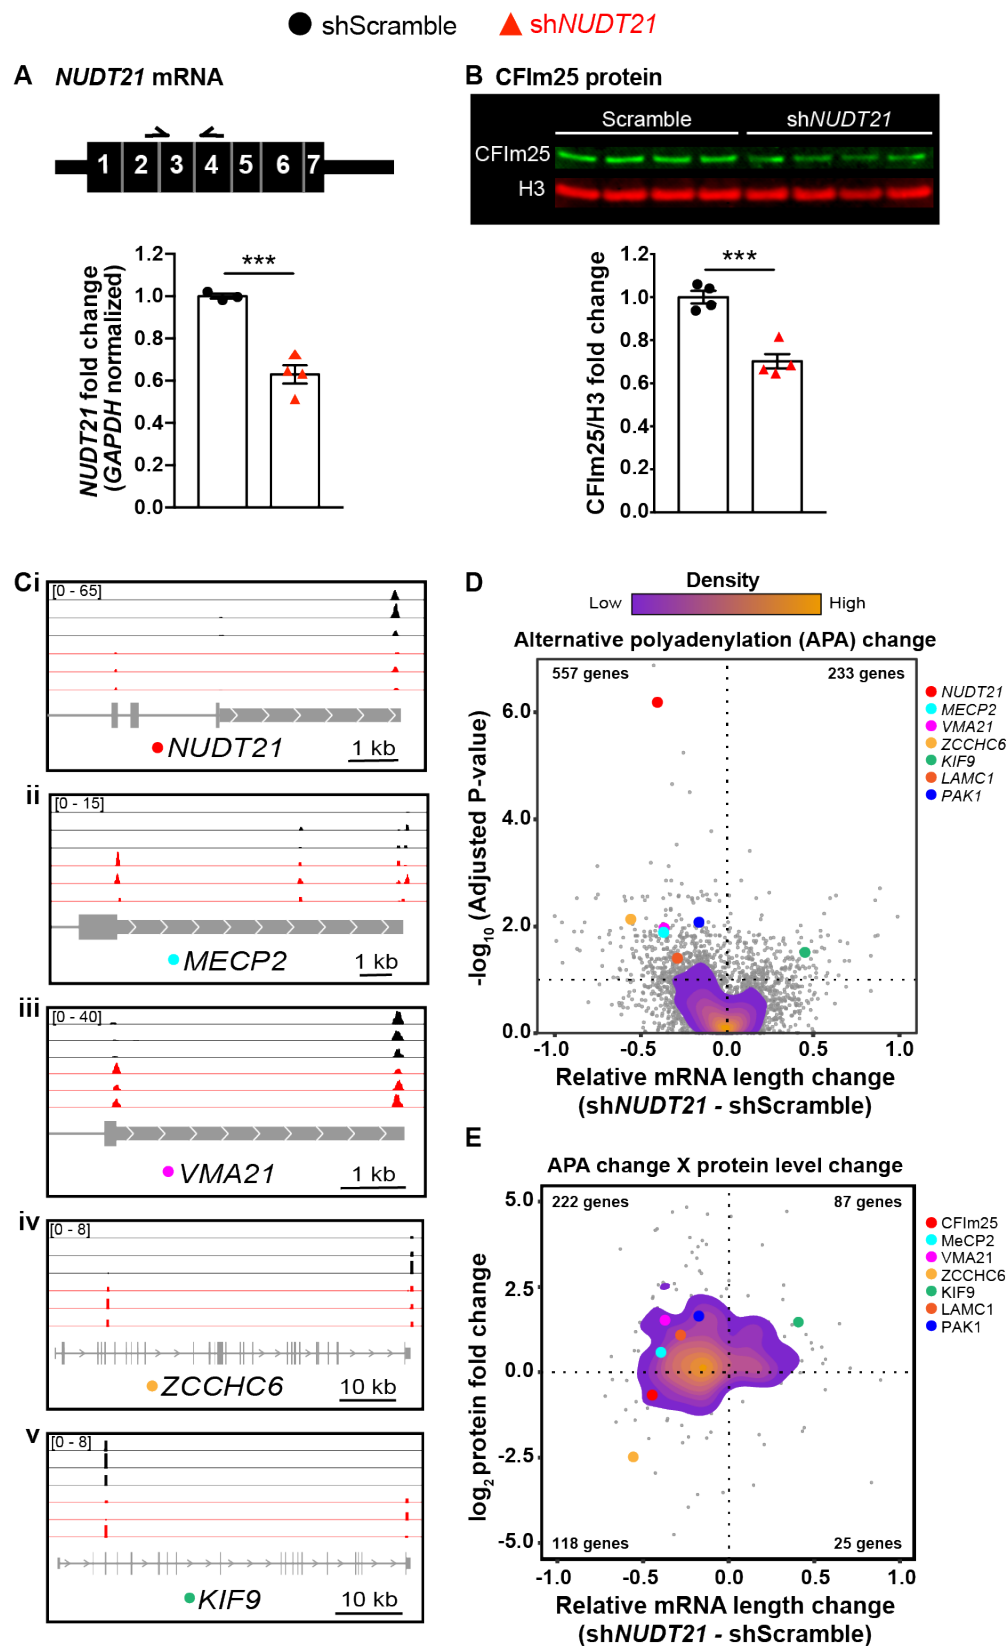 shScramble shNUDT21
A NUDT21 mRNA
1 2 3 4 5 6 7
NUDT21 fold change
(GAPDH normalized)
1.2
1.0
0.8
0.6
0.4
0.2
0.0
***
B CFIm25 protein
Scramble shNUDT21
CFIm25
H3
CFIm25/H3 fold change
1.2
1.0
0.8
0.6
0.4
0.2
0.0
***
Ci
[0 - 65]
NUDT21
1 kb
ii
[0 - 15]
MECP2
1 kb
iii
[0 - 40]
VMA21
1 kb
iv
[0 - 8]
ZCCHC6
10 kb
v
[0 - 8]
KIF9
10 kb
D
Density
Low High
Alternative polyadenylation (APA) change
557 genes 233 genes
NUDT21
MECP2
VMA21
ZCCHC6
KIF9
LAMC1
PAK1
-log10 (Adjusted P-value)
6.0
4.0
2.0
0.0
-1.0 -0.5 0.0 0.5 1.0
Relative mRNA length change
(shNUDT21 - shScramble)
E
APA change X protein level change
222 genes 87 genes
CFIm25
MeCP2
VMA21
ZCCHC6
KIF9
LAMC1
PAK1
log2 protein fold change
5.0
2.5
0.0
-2.5
-5.0
118 genes 25 genes
-1.0 -0.5 0.0 0.5 1.0
Relative mRNA length change
(shNUDT21 - shScramble)